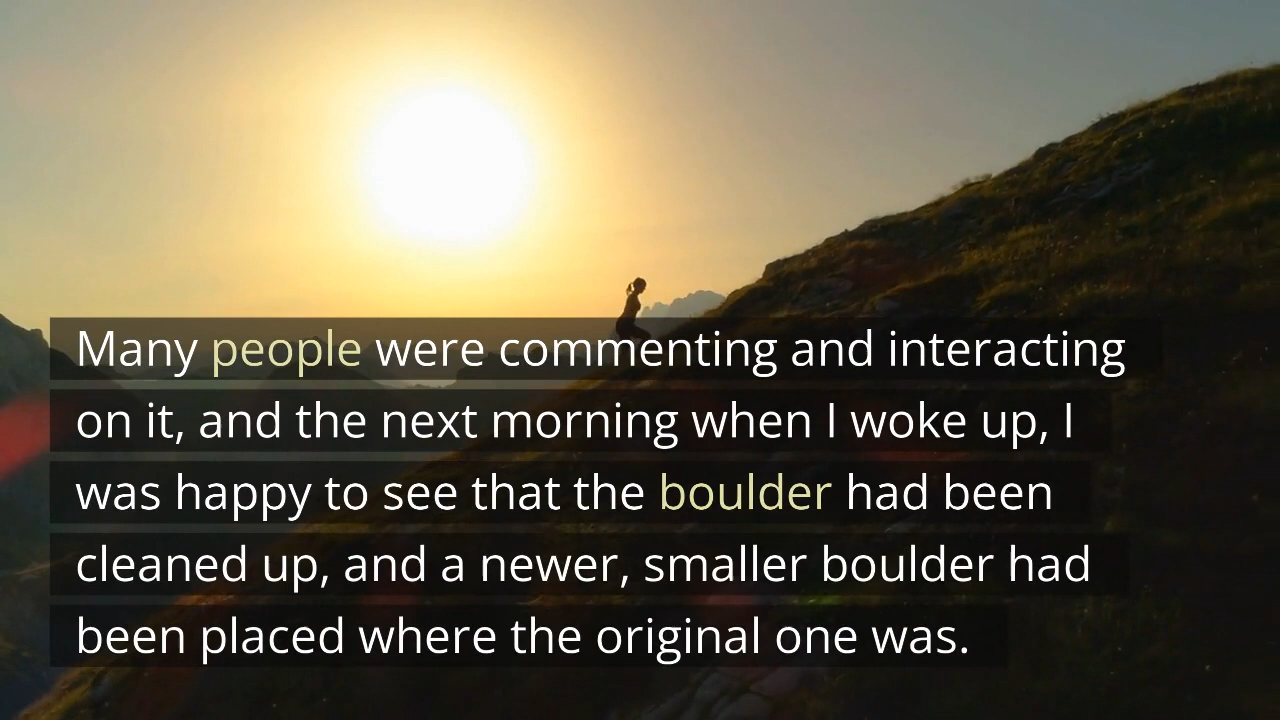 Many people were commenting and interacting
on it, and the next morning when I woke up, I
was happy to see that the boulder had been
cleaned up, and a newer, smaller boulder had
been placed where the original one was.